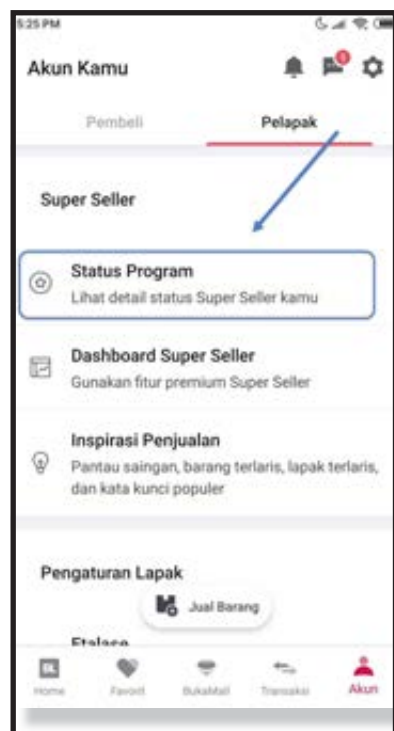 5:25 PM
Akun Kamu
Pembeli
Pelapak
Super Seller
Status Program
Lihat detail status Super Seller kamu
Dashboard Super Seller
Gunakan fitur premium Super Seller
Inspirasi Penjualan
Pantau saingan, barang terlaris, lapak terlaris,
dan kata kunci populer
Pengaturan Lapak
Jual Barang
Etalase
BL
Home
Favorit
BukaMall
Transaksi
Akun